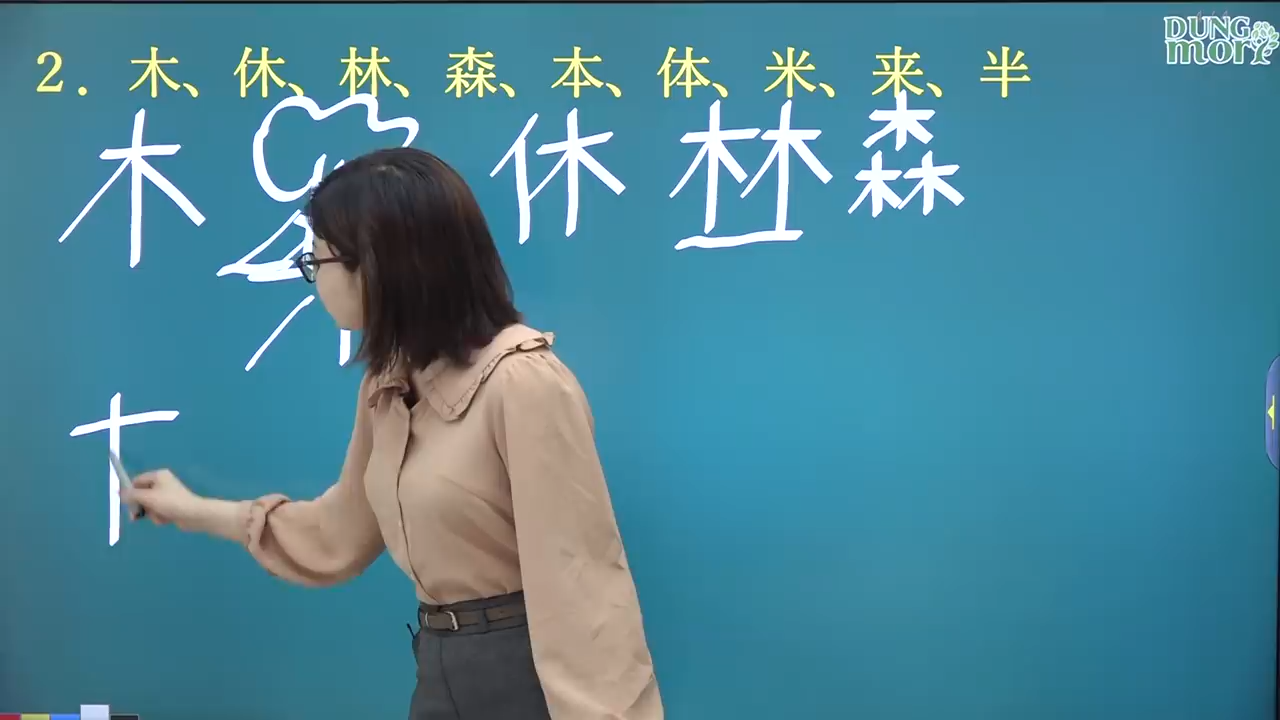 DUNG
mori
2. 木、休、林、森、本、体、米、来、半
木 休 林 森